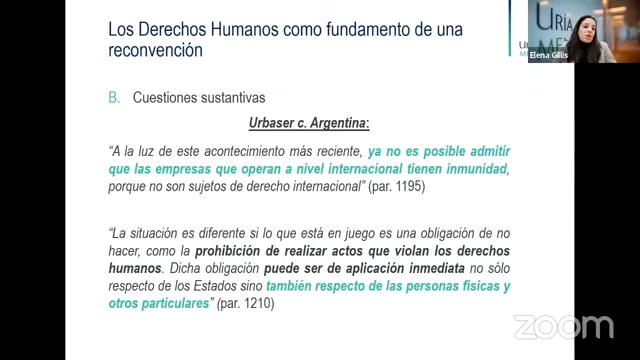 Los Derechos Humanos como fundamento de una
reconvención
URÍA
Elena Gillis
B. Cuestiones sustantivas
Urbaser c. Argentina:
“A la luz de este acontecimiento más reciente, ya no es posible admitir
que las empresas que operan a nivel internacional tienen inmunidad,
porque no son sujetos de derecho internacional” (par. 1195)
“La situación es diferente si lo que está en juego es una obligación de no
hacer, como la prohibición de realizar actos que violan los derechos
humanos. Dicha obligación puede ser de aplicación inmediata no sólo
respecto de los Estados sino también respecto de las personas físicas y
otros particulares” (par. 1210)
zoom